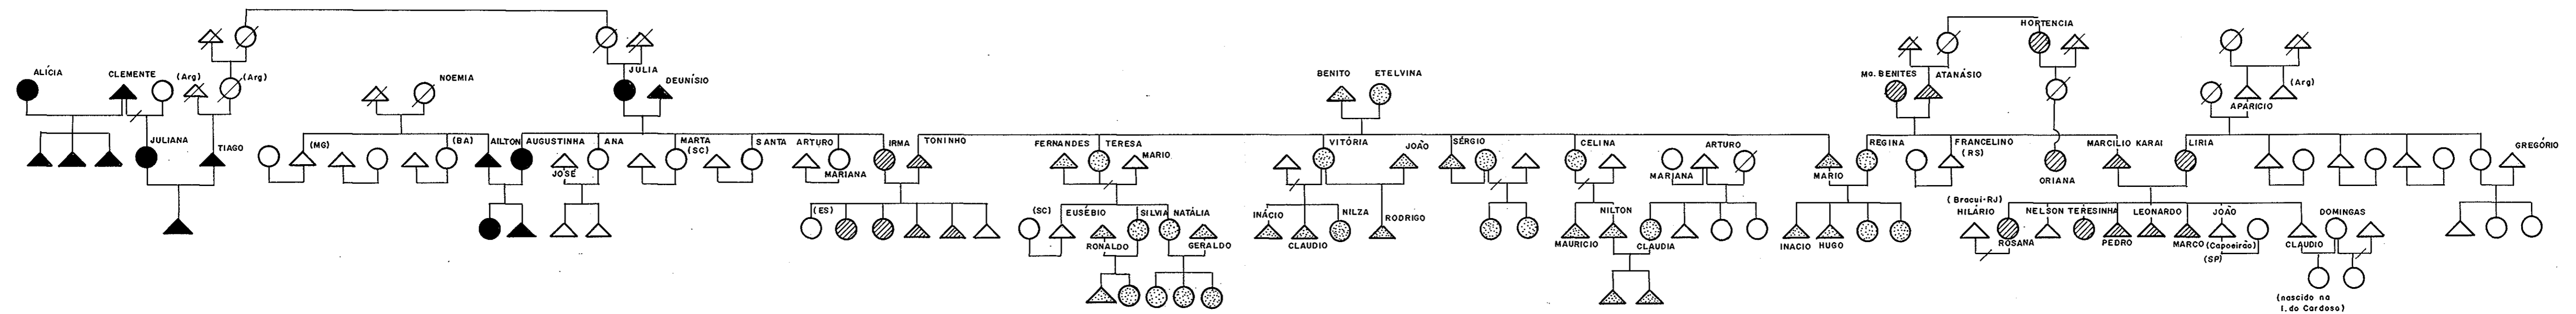 HORTENCIA
ALÍCIA
CLEMENTE
(Arg)
(Arg)
NOEMIA
JULIA
DEUNÍSIO
BENITO
ETELVINA
Ma. BENITES
ATANÁSIO
(Arg)
APARICIO
JULIANA
TIAGO
(MG)
(BA)
AILTON
AUGUSTINHA
JOSÉ
ANA
MARTA
(SC)
SANTA
ARTURO
MARIANA
IRMA
TONINHO
FERNANDES
TERESA
MARIO
VITÓRIA
JOÃO
SÉRGIO
CELINA
ARTURO
MARIANA
MARIO
REGINA
FRANCELINO
(RS)
ORIANA
MARCILIO KARAI
LIRIA
GREGÓRIO
(ES)
(SC)
EUSÉBIO
RONALDO
SILVIA
NATÁLIA
GERALDO
INÁCIO
CLAUDIO
NILZA
RODRIGO
MAURICIO
NILTON
CLAUDIA
INACIO
HUGO
(Bracuí-RJ)
HILÁRIO
ROSANA
NELSON
TERESINHA
PEDRO
LEONARDO
MARCO
JOÃO
(Capoeirão)
(SP)
CLAUDIO
DOMINGAS
(nascido na
I. do Cardoso)